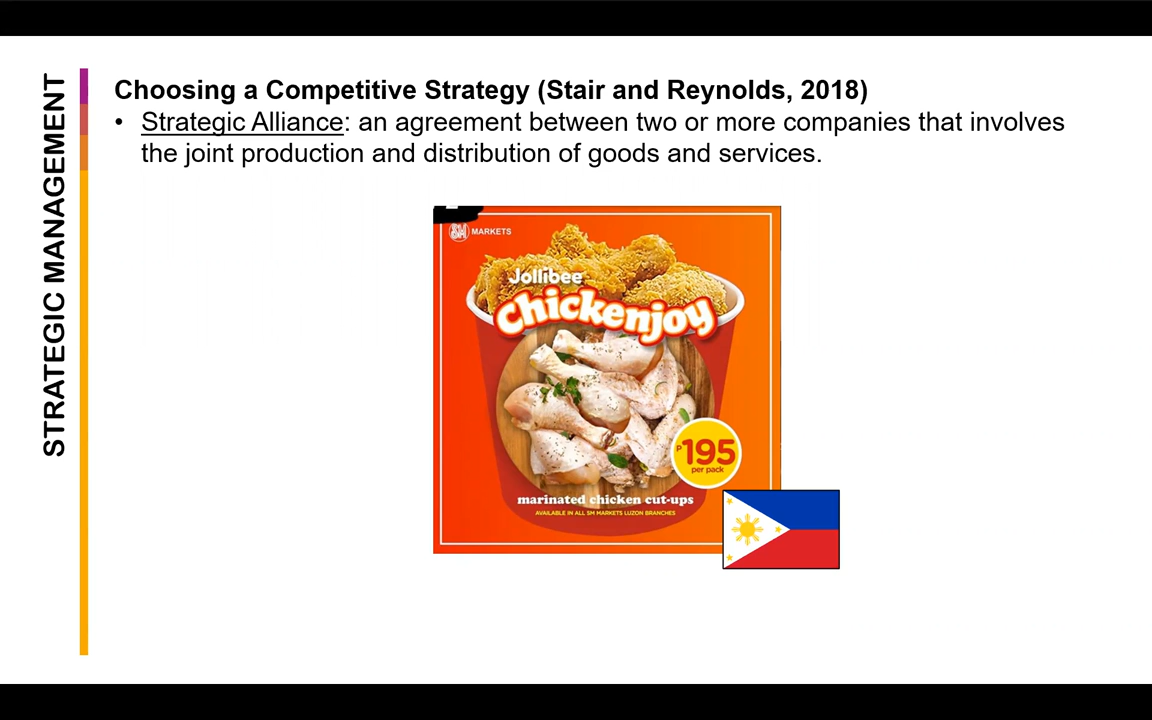 STRATEGIC MANAGEMENT
Choosing a Competitive Strategy (Stair and Reynolds, 2018)
• Strategic Alliance: an agreement between two or more companies that involves
the joint production and distribution of goods and services.
SM MARKETS
Jollibee
chickenjoy
₱195
per pack
marinated chicken cut-ups
AVAILABLE IN ALL SM MARKETS LUZON BRANCHES